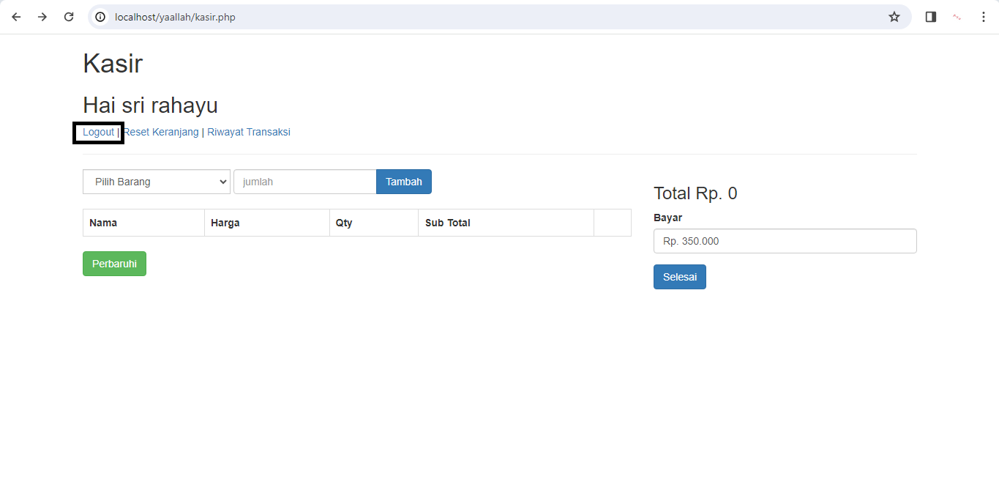 localhost/yaallah/kasir.php
Kasir
Hai sri rahayu
Logout | Reset Keranjang | Riwayat Transaksi
Pilih Barang jumlah Tambah
Nama Harga Qty Sub Total
Perbaruhi
Total Rp. 0
Bayar
Rp. 350.000
Selesai